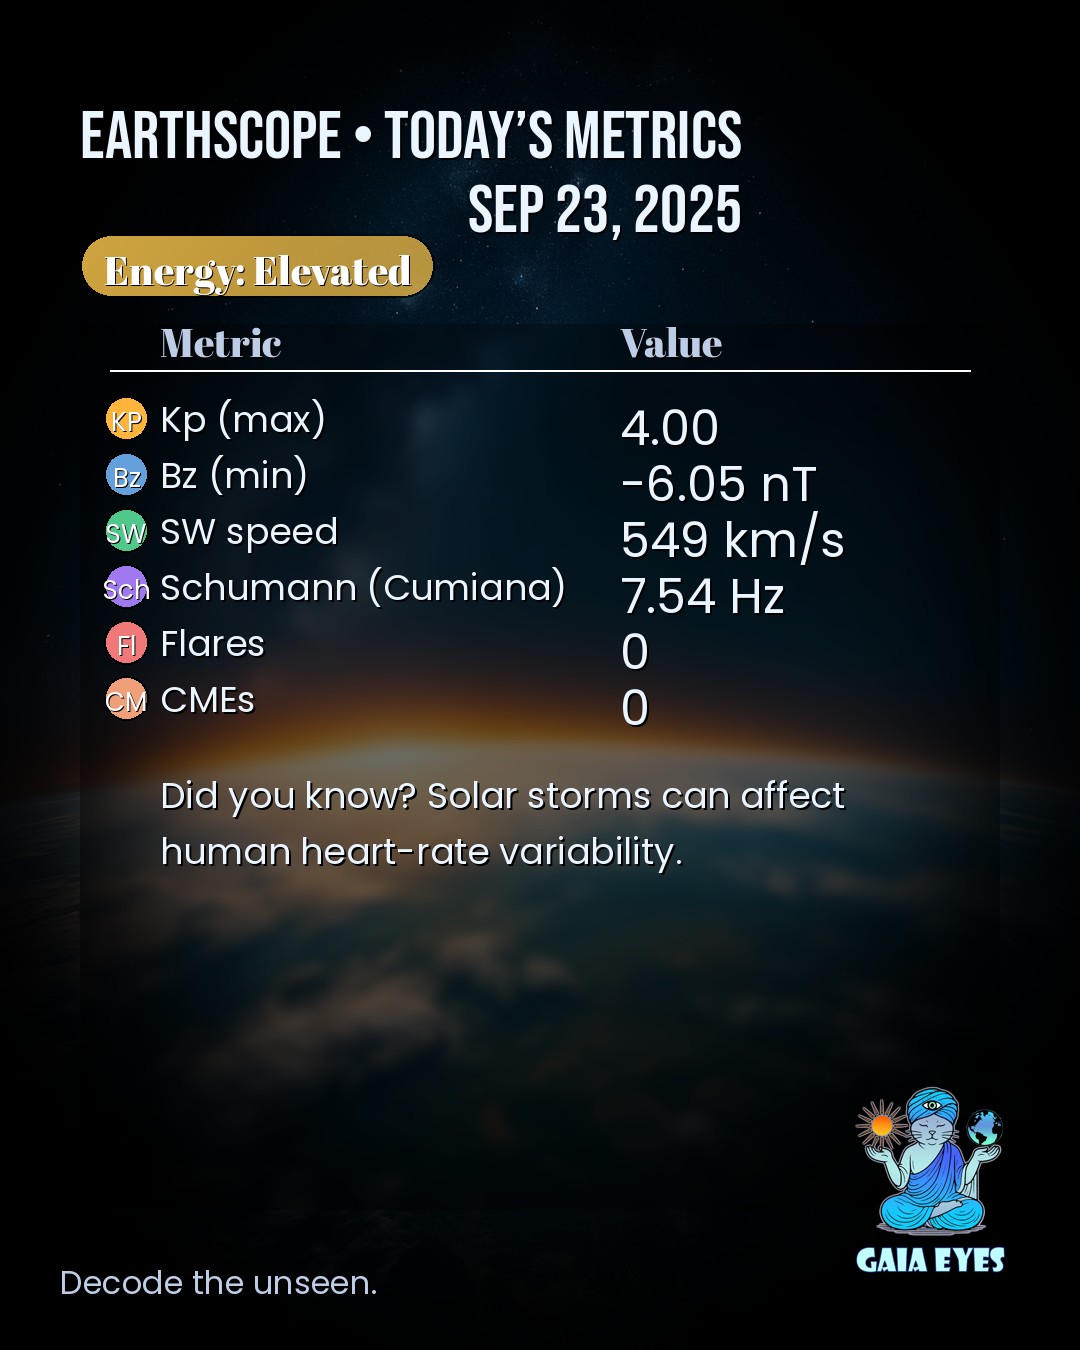 EARTHSCOPE • TODAY’S METRICS
SEP 23, 2025
Energy: Elevated
Metric Value
KP Kp (max) 4.00
Bz Bz (min) -6.05 nT
SW SW speed 549 km/s
Sch Schumann (Cumiana) 7.54 Hz
Fl Flares 0
CM CMEs 0
Did you know? Solar storms can affect
human heart-rate variability.
GAIA EYES
Decode the unseen.